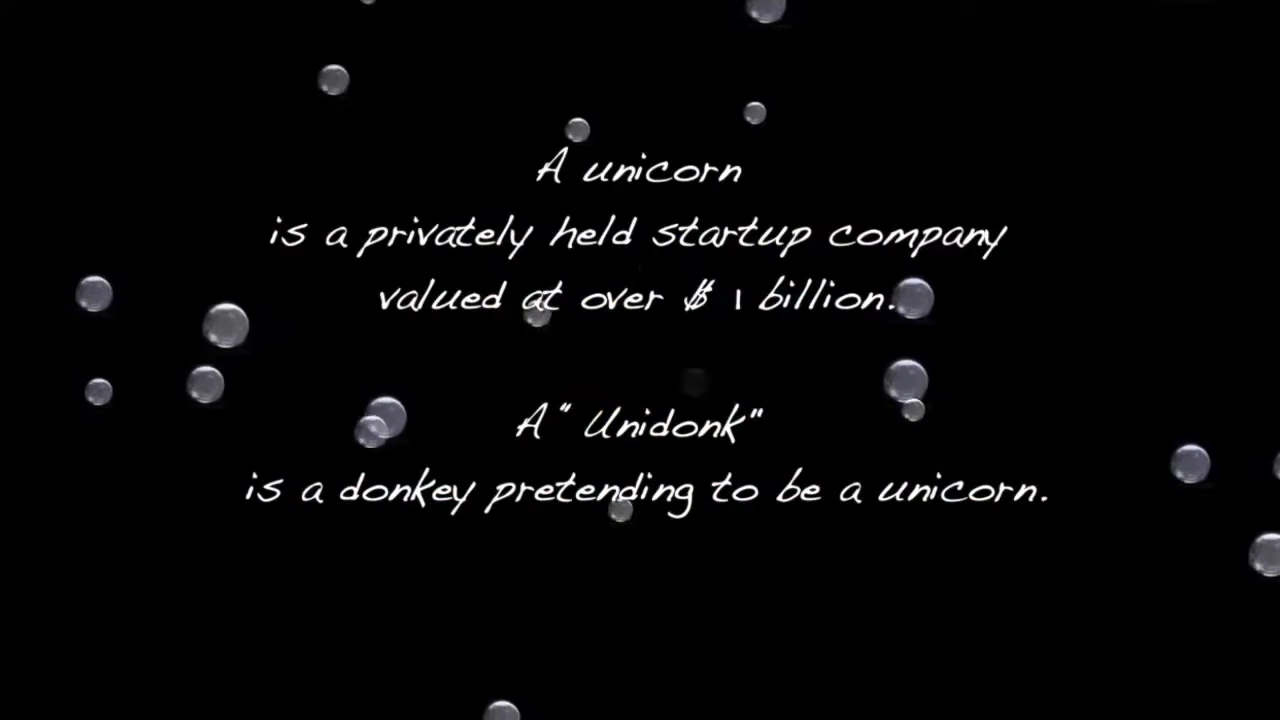 A unicorn
is a privately held startup company
valued at over $ 1 billion.
A "Unidonk"
is a donkey pretending to be a unicorn.